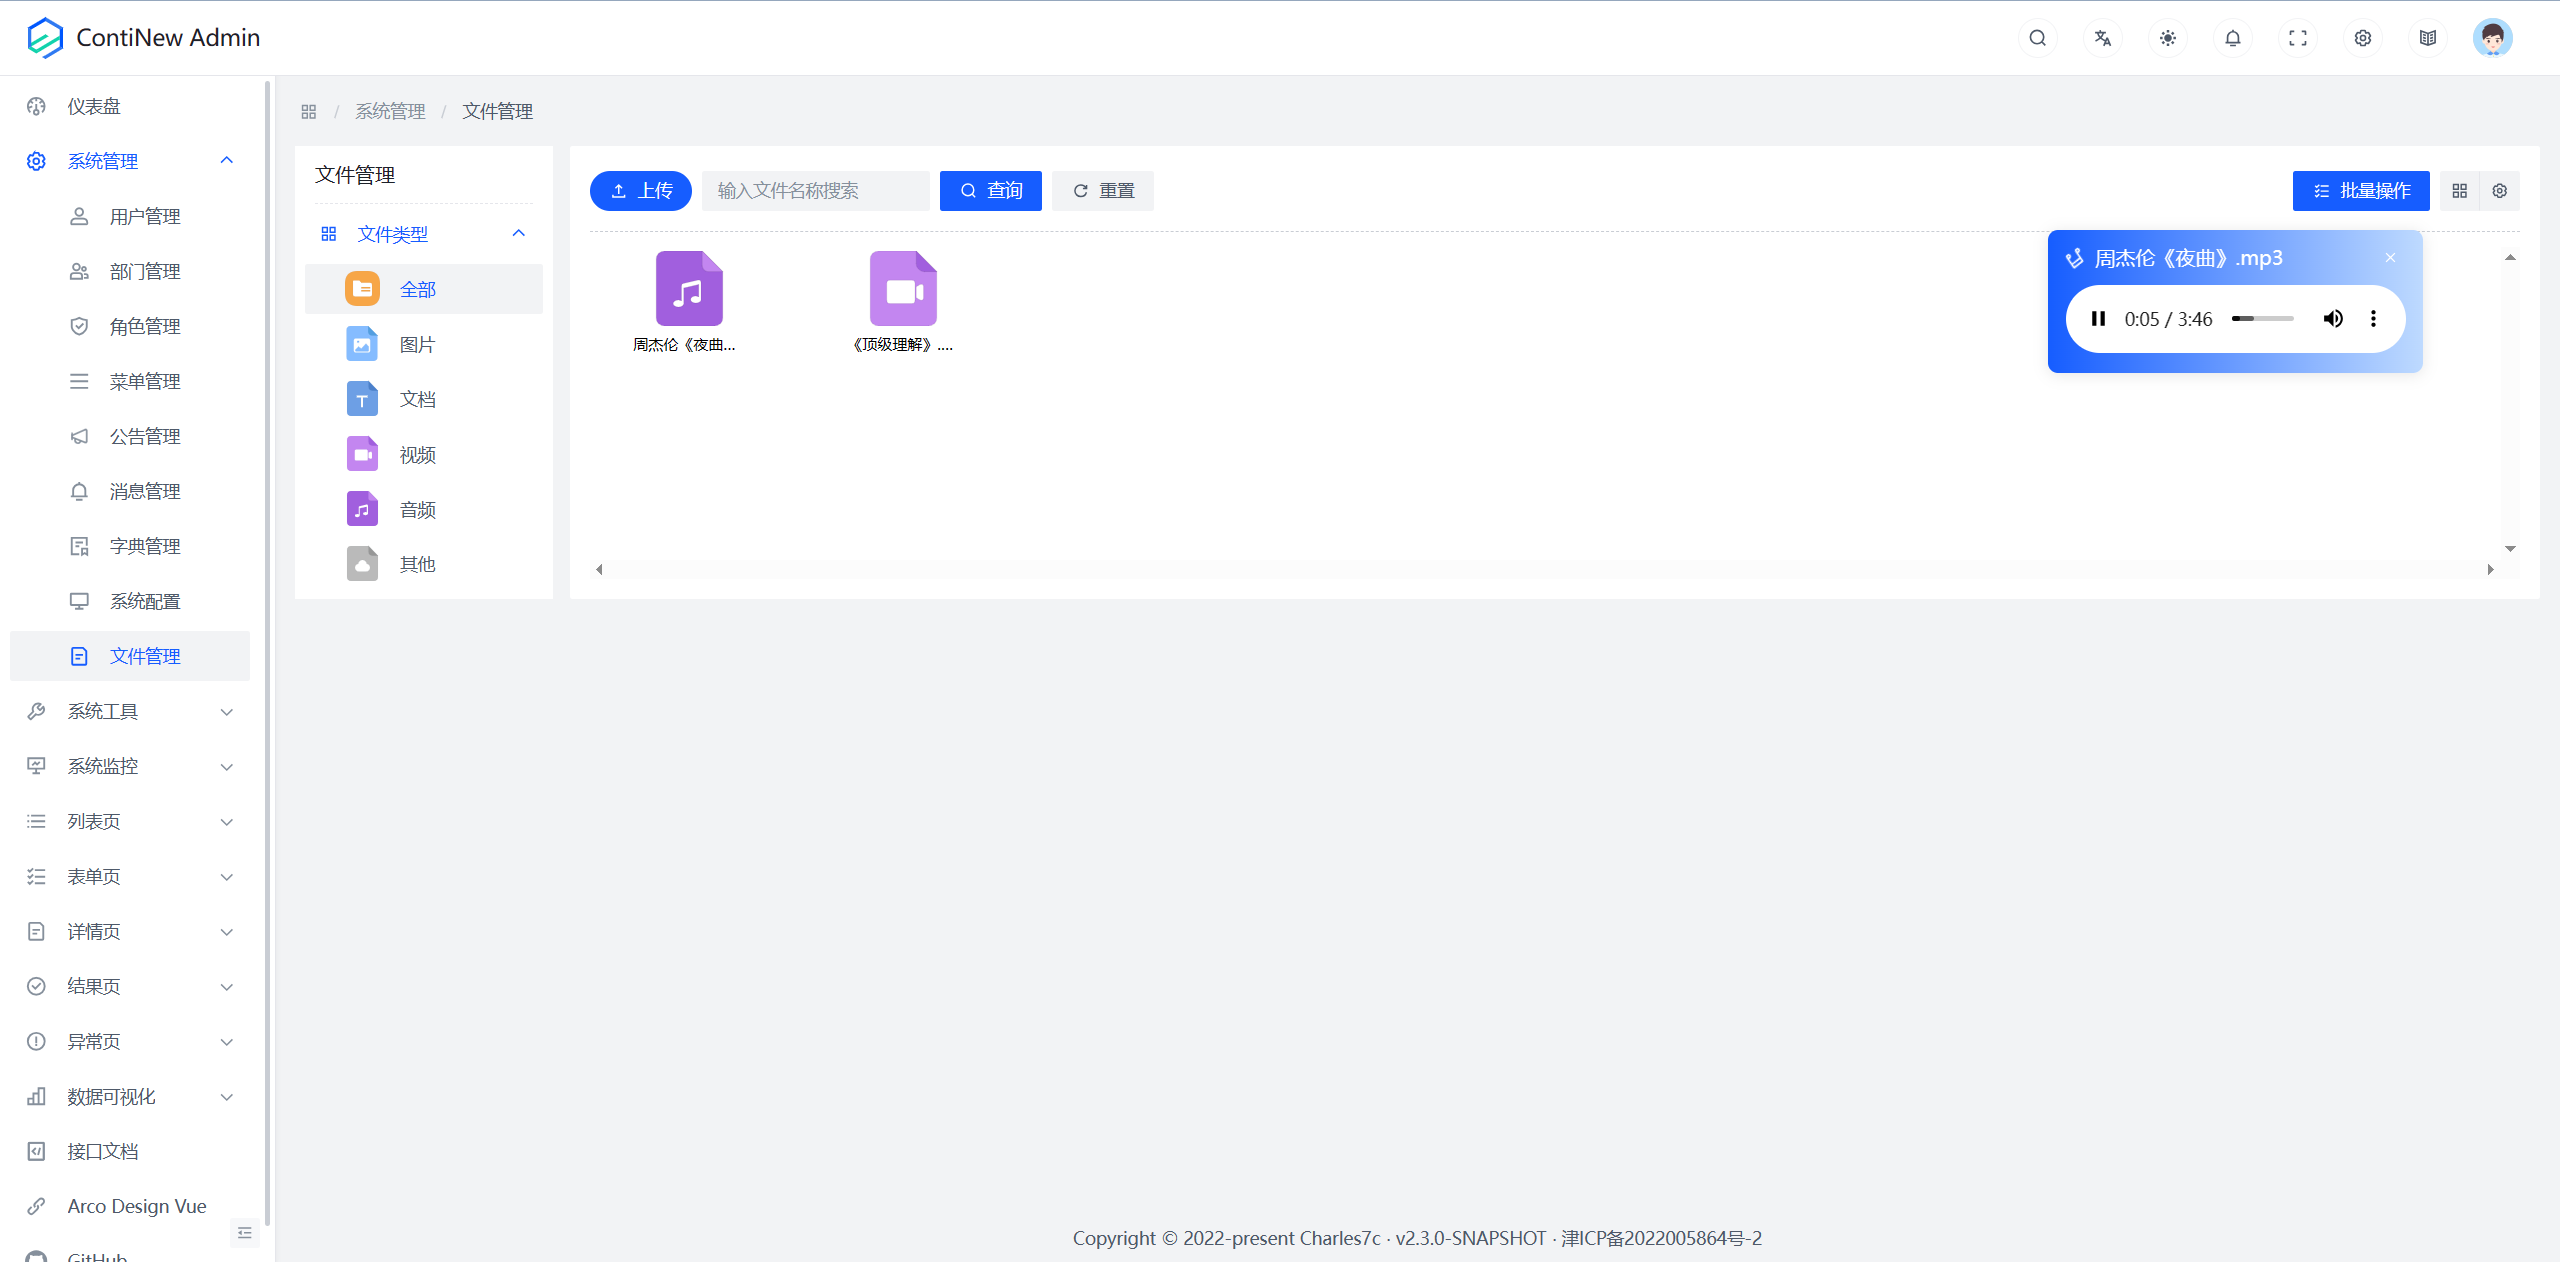 ContiNew Admin
仪表盘
系统管理
用户管理
部门管理
角色管理
菜单管理
公告管理
消息管理
字典管理
系统配置
文件管理
系统工具
系统监控
列表页
表单页
详情页
结果页
异常页
数据可视化
接口文档
Arco Design Vue
GitHub
/ 系统管理 / 文件管理
文件管理
文件类型
全部
图片
文档
视频
音频
其他
上传 输入文件名称搜索 查询 重置 批量操作
周杰伦《夜曲...
《顶级理解》....
周杰伦《夜曲》.mp3
0:05 / 3:46
Copyright © 2022-present Charles7c · v2.3.0-SNAPSHOT · 津ICP备2022005864号-2